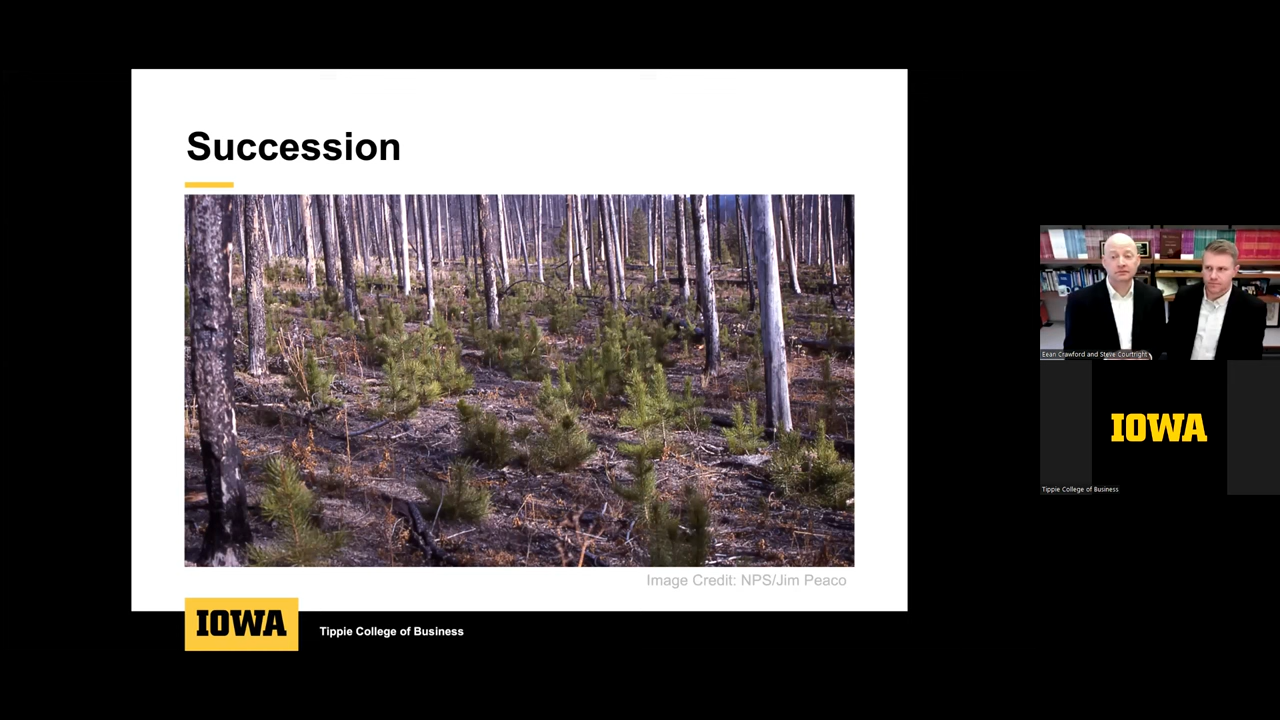 Succession
Image Credit: NPS/Jim Peaco
IOWA
Tippie College of Business
Eean Crawford and Steve Courtright
IOWA
Tippie College of Business